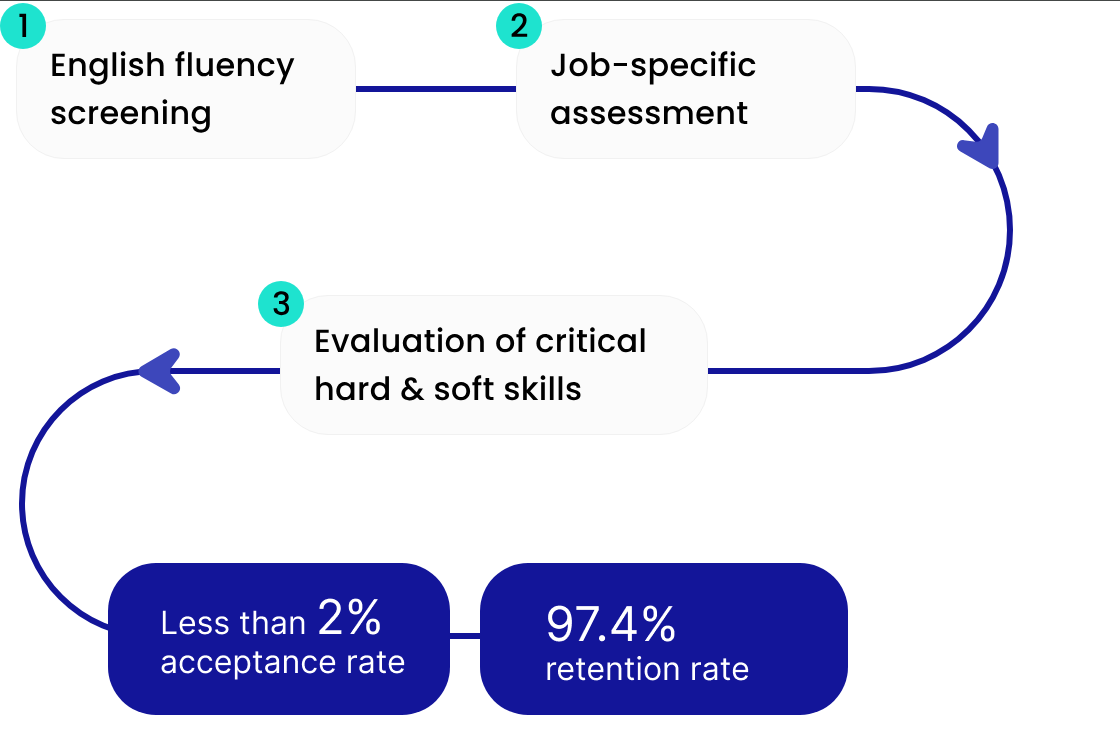 1
English fluency
screening
2
Job-specific
assessment
3
Evaluation of critical
hard & soft skills
Less than 2%
acceptance rate
97.4%
retention rate